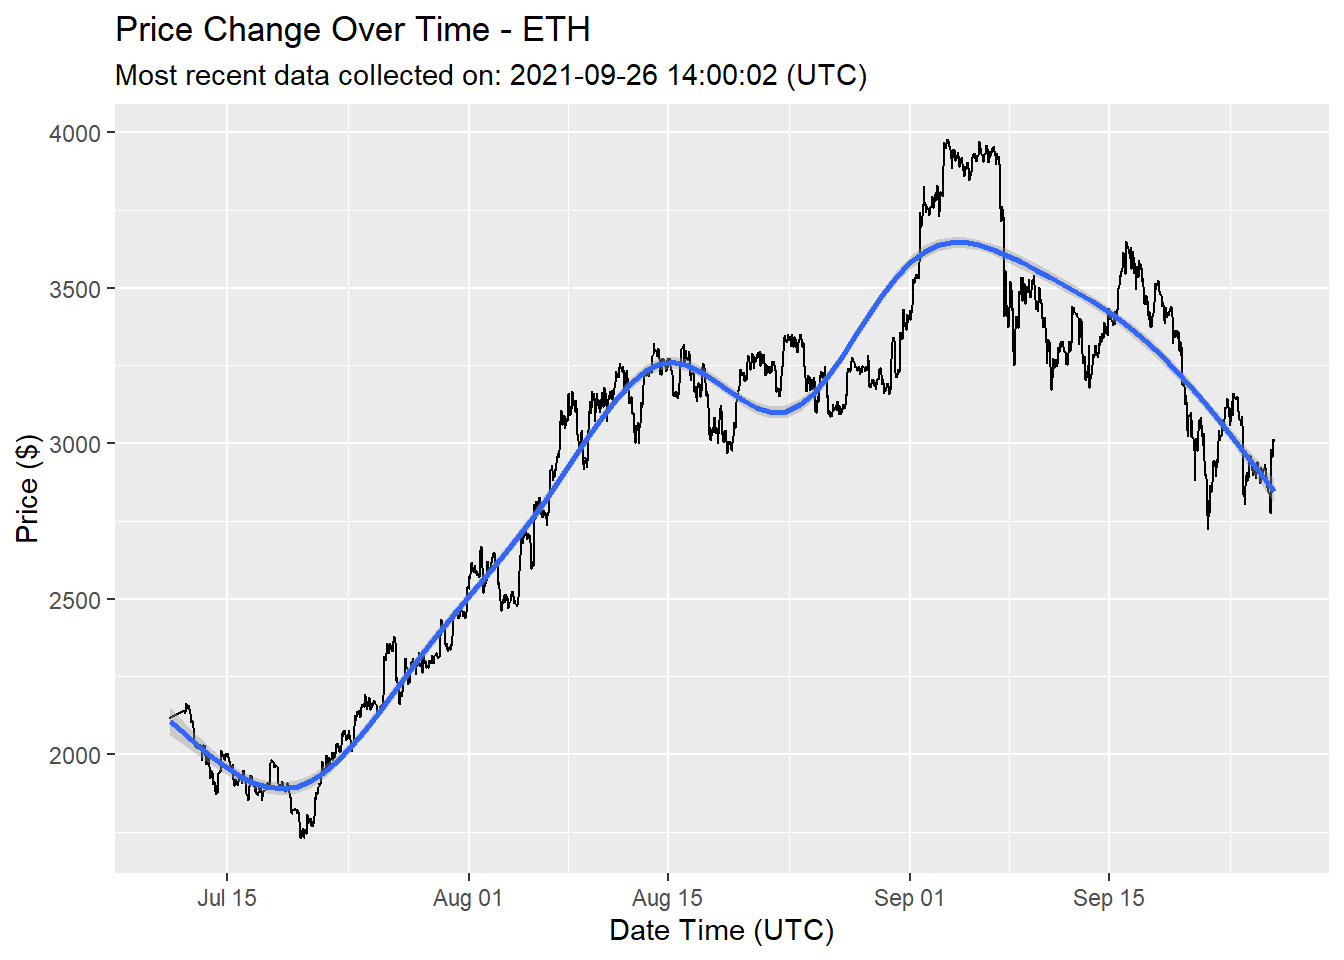 Price Change Over Time - ETH
Most recent data collected on: 2021-09-26 14:00:02 (UTC)
4000
3500
3000
2500
2000
Price ($)
Jul 15
Aug 01
Aug 15
Sep 01
Sep 15
Date Time (UTC)